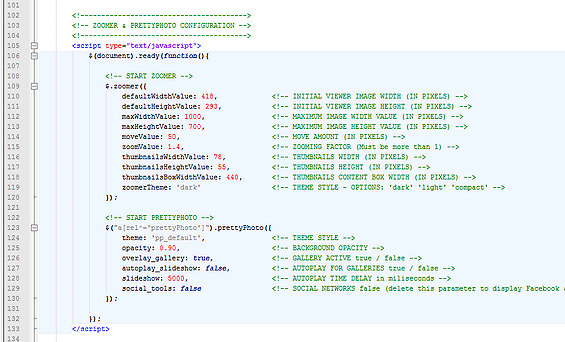 101
102 <!---------------------------------------->
103 <!-- ZOOMER & PRETTYPHOTO CONFIGURATION -->
104 <!---------------------------------------->
105 <script type="text/javascript">
106 $(document).ready(function(){
107
108 <!-- START ZOOMER -->
109 $.zoomer({
110 defaultWidthValue: 418, <!-- INITIAL VIEWER IMAGE WIDTH (IN PIXELS) -->
111 defaultHeightValue: 293, <!-- INITIAL VIEWER IMAGE HEIGHT (IN PIXELS) -->
112 maxWidthValue: 1000, <!-- MAXIMUM IMAGE WIDTH VALUE (IN PIXELS) -->
113 maxHeightValue: 700, <!-- MAXIMUM IMAGE HEIGHT VALUE (IN PIXELS) -->
114 moveValue: 50, <!-- MOVE AMOUNT (IN PIXELS) -->
115 zoomValue: 1.4, <!-- ZOOMING FACTOR (Must be more than 1) -->
116 thumbnailsWidthValue: 78, <!-- THUMBNAILS WIDTH (IN PIXELS) -->
117 thumbnailsHeightValue: 55, <!-- THUMBNAILS HEIGHT (IN PIXELS) -->
118 thumbnailsBoxWidthValue: 440, <!-- THUMBNAILS CONTENT BOX WIDTH (IN PIXELS) -->
119 zoomerTheme: 'dark' <!-- THEME STYLE - OPTIONS: 'dark' 'light' 'compact' -->
120 });
121
122 <!-- START PRETTYPHOTO -->
123 $("a[rel^='prettyPhoto']").prettyPhoto({
124 theme: 'pp_default', <!-- THEME STYLE -->
125 opacity: 0.90, <!-- BACKGROUND OPACITY -->
126 overlay_gallery: true, <!-- GALLERY ACTIVE true / false -->
127 autoplay_slideshow: false, <!-- AUTOPLAY FOR GALLERIES true / false -->
128 slideshow: 5000, <!-- AUTOPLAY TIME DELAY in miliseconds -->
129 social_tools: false <!-- SOCIAL NETWORKS false (delete this parameter to display Facebook
130 });
131
132 });
133 </script>
134